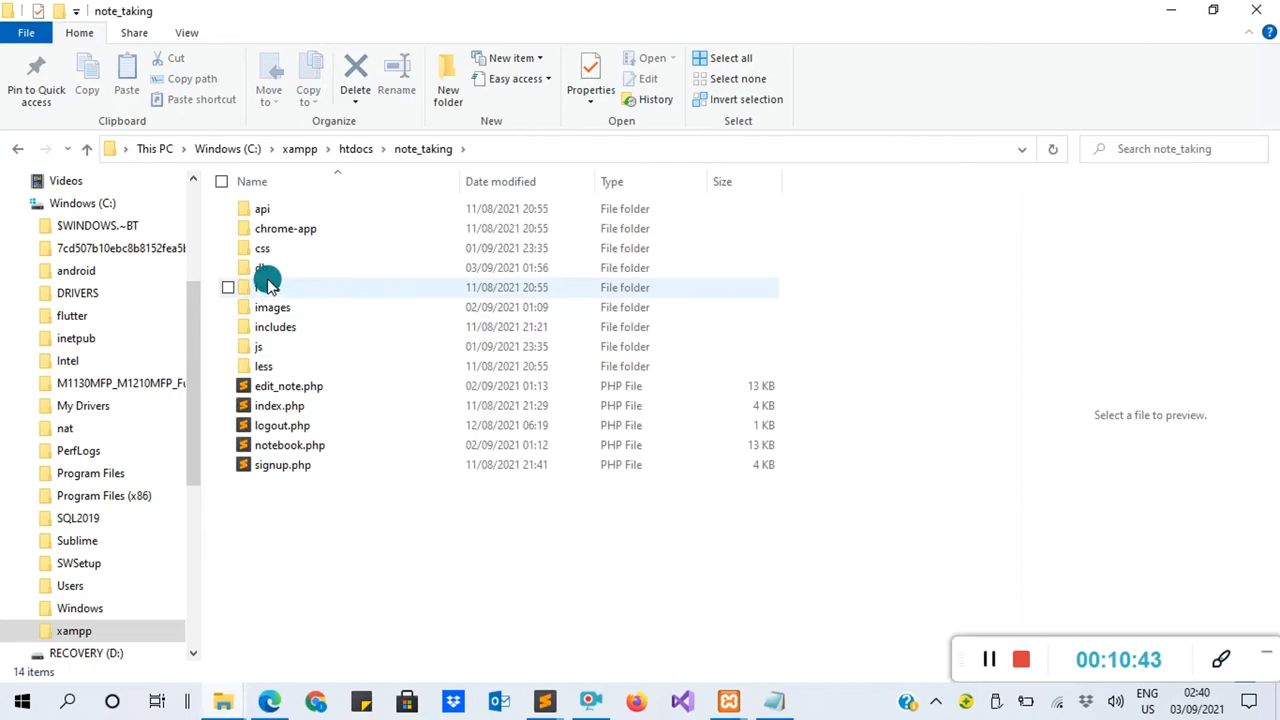 note_taking
File Home Share View
Pin to Quick access
Copy
Paste
Cut
Copy path
Paste shortcut
Move to
Copy to
Delete
Rename
New folder
New item
Easy access
Properties
Open
Edit
History
Select all
Select none
Invert selection
Clipboard Organize New Open Select
This PC Windows (C:) xampp htdocs note_taking
Search note_taking
Videos
Windows (C:)
$WINDOWS.~BT
7cd507b10ebc8b8152fea5
android
DRIVERS
flutter
inetpub
Intel
M1130MFP_M1210MFP_Fu
My Drivers
nat
PerfLogs
Program Files
Program Files (x86)
SQL2019
Sublime
SWSetup
Users
Windows
xampp
RECOVERY (D:)
Name Date modified Type Size
api 11/08/2021 20:55 File folder
chrome-app 11/08/2021 20:55 File folder
css 01/09/2021 23:35 File folder
03/09/2021 01:56 File folder
11/08/2021 20:55 File folder
images 02/09/2021 01:09 File folder
includes 11/08/2021 21:21 File folder
js 01/09/2021 23:35 File folder
less 11/08/2021 20:55 File folder
edit_note.php 02/09/2021 01:13 PHP File 13 KB
index.php 11/08/2021 21:29 PHP File 4 KB
logout.php 12/08/2021 06:19 PHP File 1 KB
notebook.php 02/09/2021 01:12 PHP File 13 KB
signup.php 11/08/2021 21:41 PHP File 4 KB
Select a file to preview.
14 items
00:10:43
ENG
US
02:40
03/09/2021